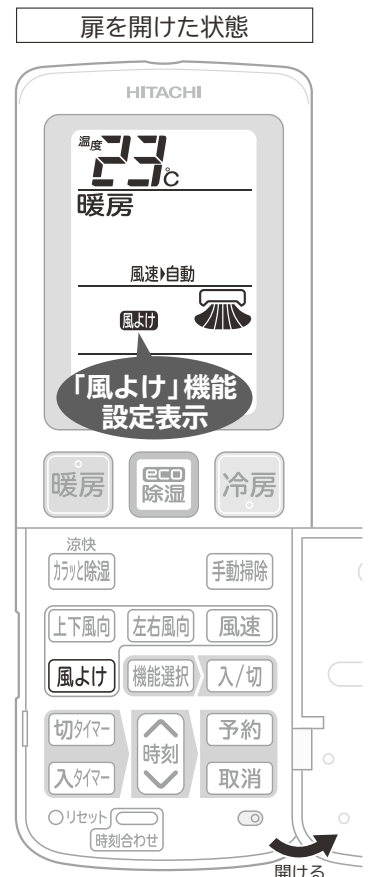 扉を開けた状態
HITACHI
温度23℃
暖房
風速▶自動
風よけ
「風よけ」機能
設定表示
暖房 eco 除湿 冷房
涼快
カラッと除湿 手動掃除
上下風向 左右風向 風速
風よけ 機能選択 入/切
切タイマー 時刻 予約
入タイマー 取消
リセット
時刻合わせ
開ける